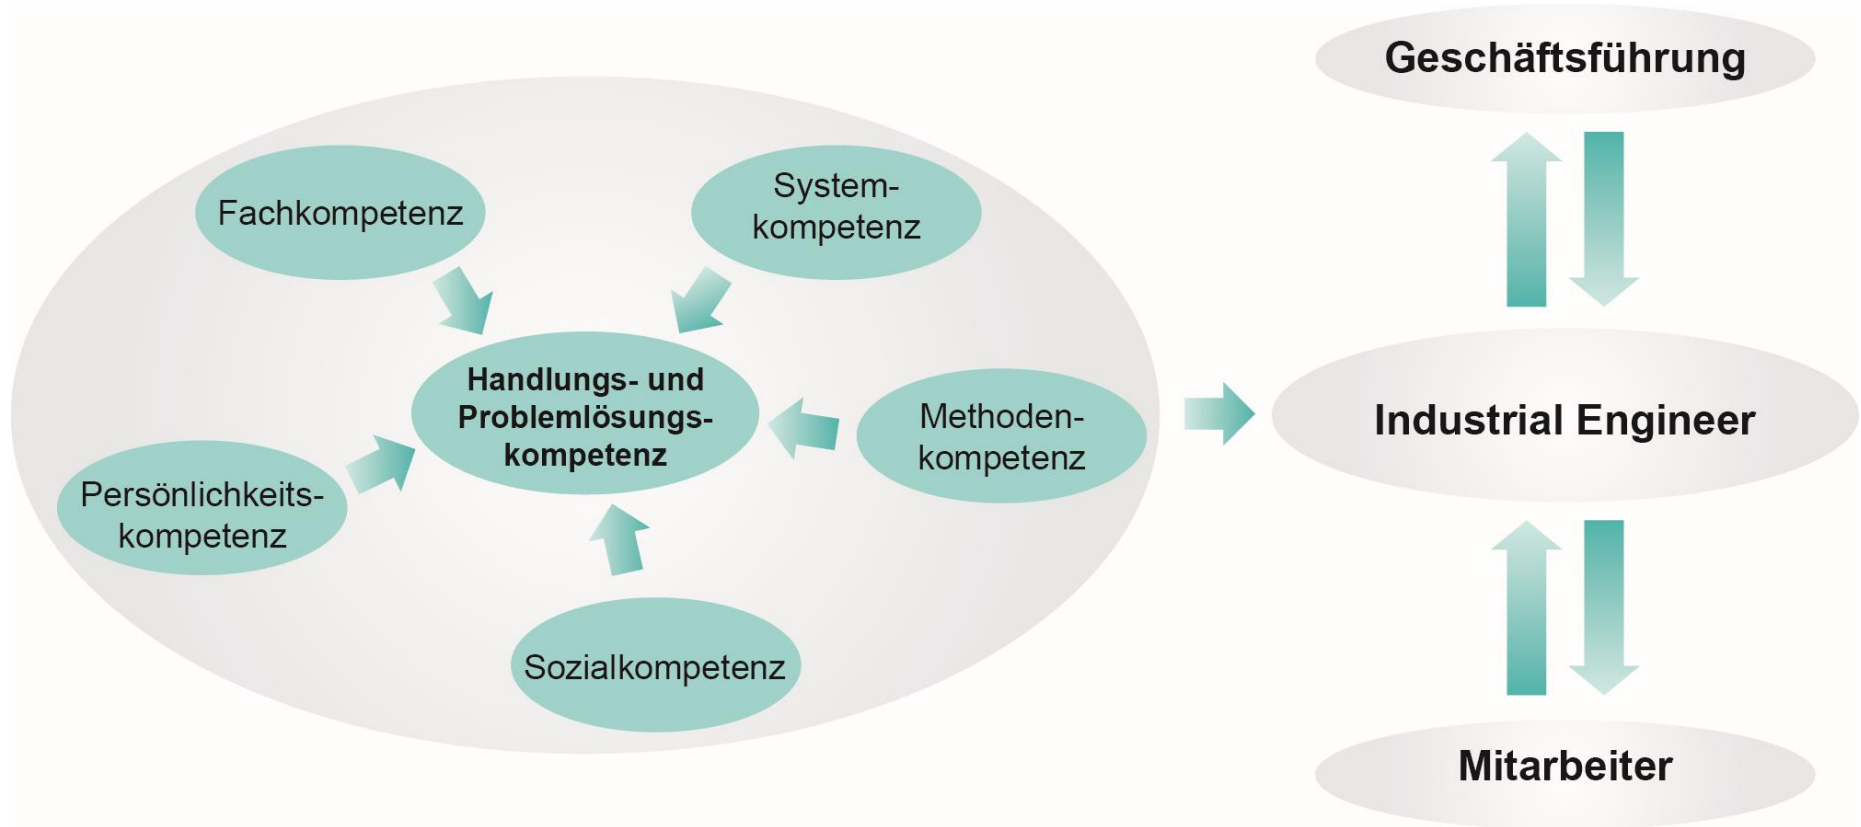 Geschäftsführung
Fachkompetenz
System-
kompetenz
Handlungs- und
Problemlösungs-
kompetenz
Methoden-
kompetenz
Persönlichkeits-
kompetenz
Sozialkompetenz
Industrial Engineer
Mitarbeiter